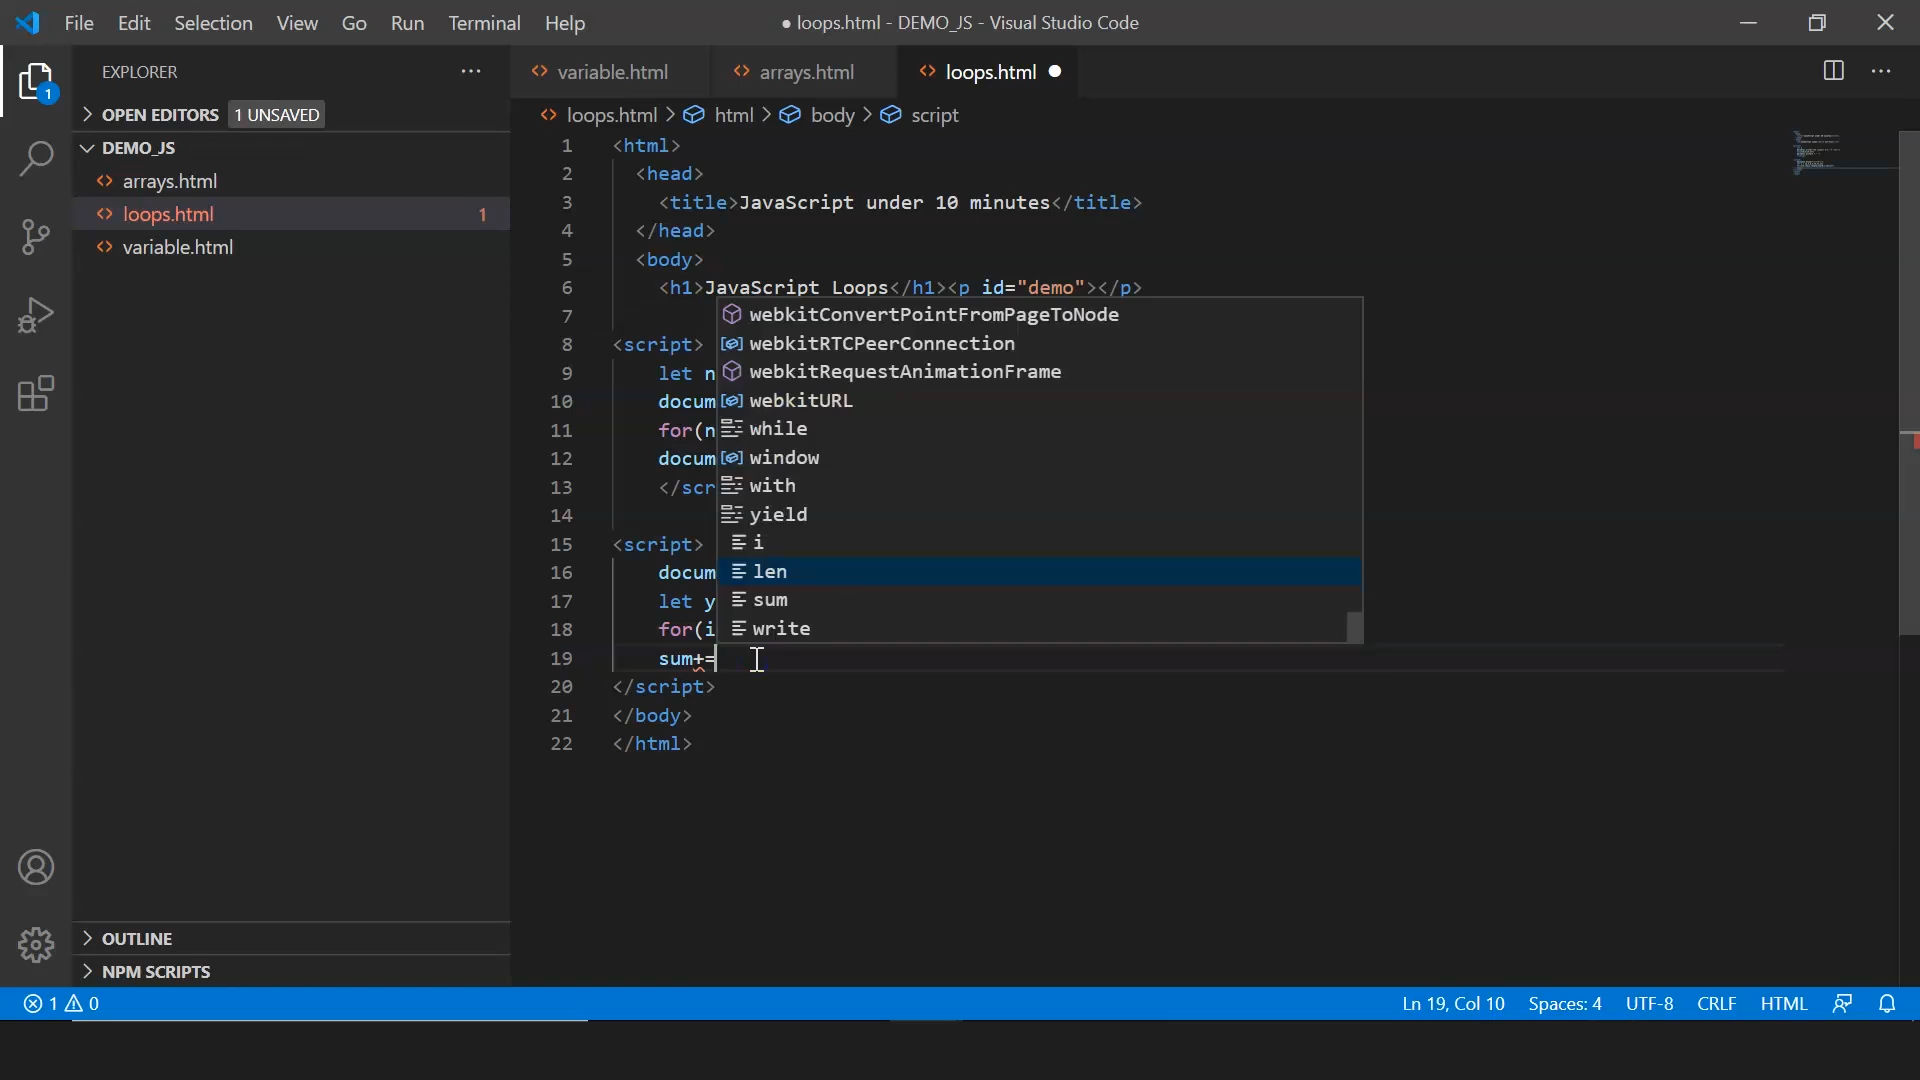 File Edit Selection View Go Run Terminal Help
● loops.html - DEMO_JS - Visual Studio Code
EXPLORER
1
OPEN EDITORS 1 UNSAVED
DEMO_JS
arrays.html
loops.html 1
variable.html
OUTLINE
NPM SCRIPTS
variable.html arrays.html loops.html
loops.html > html > body > script
1 <html>
2 <head>
3 <title>JavaScript under 10 minutes</title>
4 </head>
5 <body>
6 <h1>JavaScript Loops</h1><p id="demo"></p>
7
8 <script>
9 let n
10 docum
11 for(n
12 docum
13 </scr
14
15 <script>
16 docum
17 let y
18 for(i
19 sum+=
20 </script>
21 </body>
22 </html>
webkitConvertPointFromPageToNode
webkitRTCPeerConnection
webkitRequestAnimationFrame
webkitURL
while
window
with
yield
i
len
sum
write
1 0
Ln 19, Col 10 Spaces: 4 UTF-8 CRLF HTML